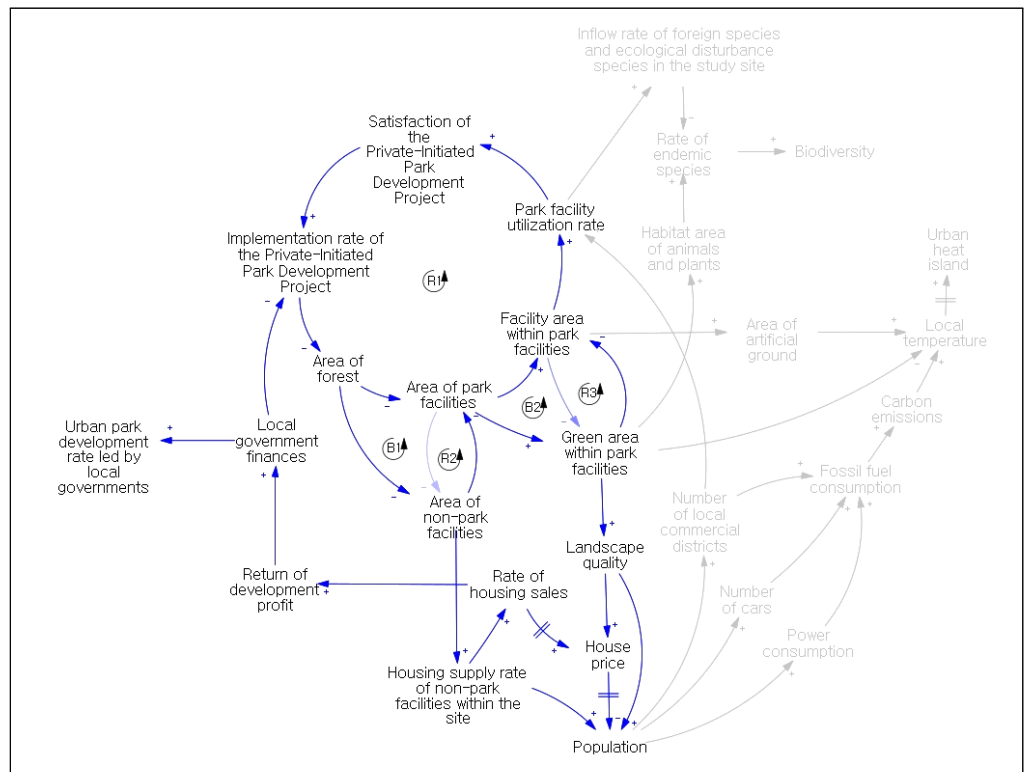 Inflow rate of foreign species
and ecological disturbance
species in the study site
Satisfaction of
the
Private-Initiated
Park
Development
Project
Rate of
endemic
species
Biodiversity
Park facility
utilization rate
Implementation rate of
the Private-Initiated
Park Development
Project
Habitat area
of animals
and plants
Urban
heat
island
R1
Facility area
within park
facilities
Area of
artificial
ground
Local
temperature
Area of
forest
Area of park
facilities
R3
B2
Carbon
emissions
Urban park
development
rate led by
local
governments
Local
government
finances
B1
R2
Green area
within park
facilities
Fossil fuel
consumption
Area of
non-park
facilities
Number
of local
commercial
districts
Landscape
quality
Return of
development
profit
Rate of
housing sales
Number
of cars
House
price
Power
consumption
Housing supply rate
of non-park
facilities within the
site
Population